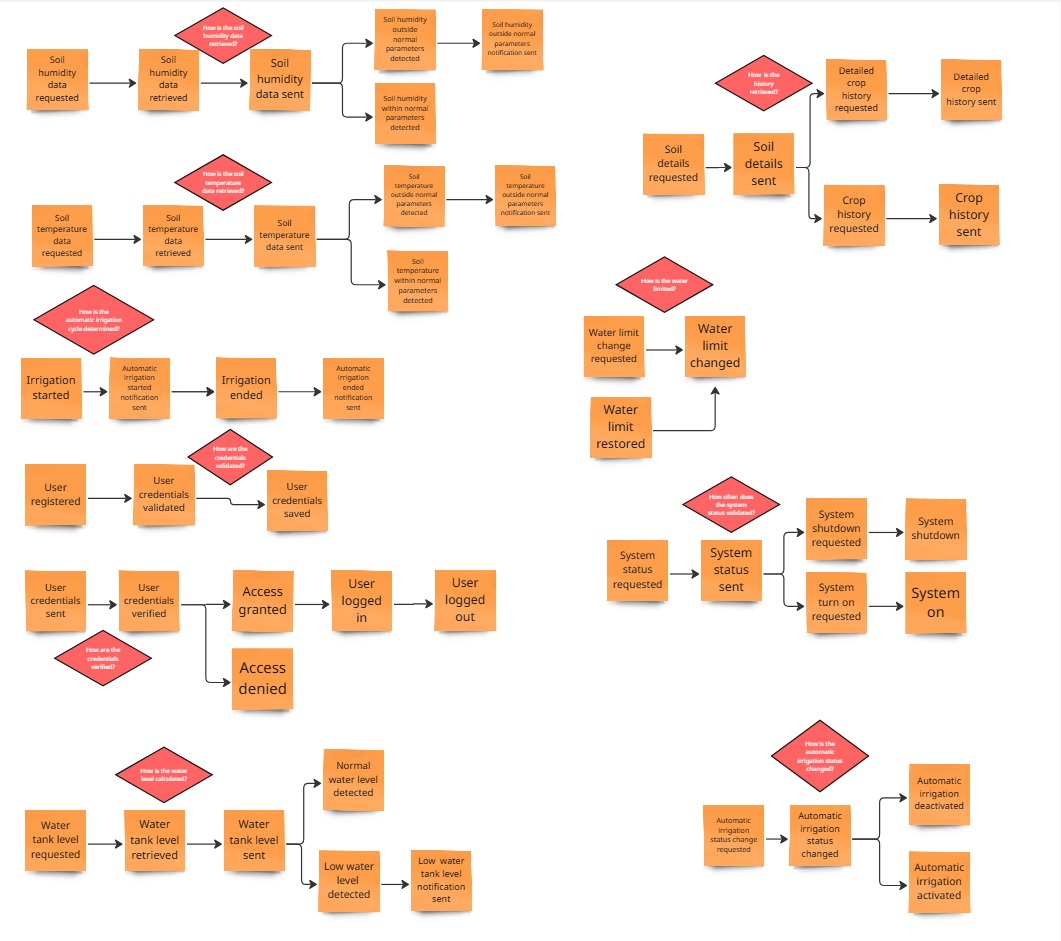 How is the soil
humidity data
retrieved?
Soil
humidity
data
requested
Soil
humidity
data
retrieved
Soil
humidity
data sent
Soil humidity
outside
normal
parameters
detected
Soil humidity
outside normal
parameters
notification sent
Soil humidity
within normal
parameters
detected
How is the soil
temperature
data retrieved?
Soil
temperature
data
requested
Soil
temperature
data
retrieved
Soil
temperature
data sent
Soil
temperature
outside normal
parameters
detected
Soil
temperature
outside normal
parameters
notification sent
Soil
temperature
within normal
parameters
detected
How is the
automatic irrigation
cycle determined?
Irrigation
started
Automatic
irrigation
started
notification
sent
Irrigation
ended
Automatic
irrigation
ended
notification
sent
How are the
credentials
validated?
User
registered
User
credentials
validated
User
credentials
saved
User
credentials
sent
User
credentials
verified
Access
granted
User
logged
in
User
logged
out
How are the
credentials
verified?
Access
denied
How is the water
level calculated?
Water
tank level
requested
Water
tank level
retrieved
Water
tank level
sent
Normal
water level
detected
Low water
level
detected
Low water
tank level
notification
sent
How is the
history
retrieved?
Soil
details
requested
Soil
details
sent
Detailed
crop
history
requested
Detailed
crop
history sent
Crop
history
requested
Crop
history
sent
How is the water
limited?
Water limit
change
requested
Water
limit
changed
Water
limit
restored
How often does
the system
status validated?
System
status
requested
System
status
sent
System
shutdown
requested
System
shutdown
System
turn on
requested
System
on
How is the
automatic
irrigation status
changed?
Automatic
irrigation
status change
requested
Automatic
irrigation
status
changed
Automatic
irrigation
deactivated
Automatic
irrigation
activated